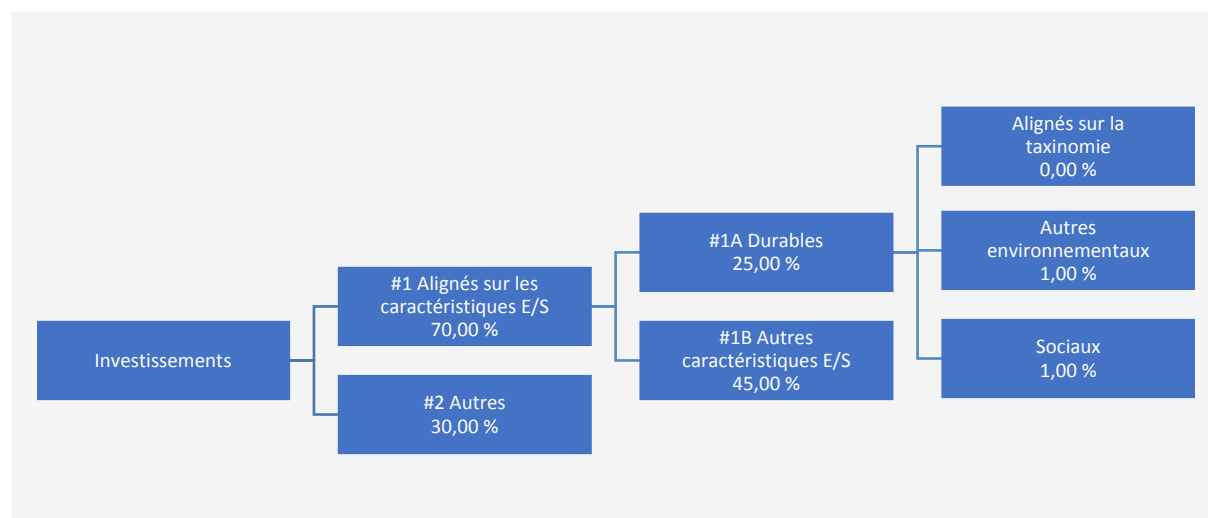 Investissements
#1 Alignés sur les
caractéristiques E/S
70,00 %
#2 Autres
30,00 %
#1A Durables
25,00 %
#1B Autres
caractéristiques E/S
45,00 %
Alignés sur la
taxinomie
0,00 %
Autres
environnementaux
1,00 %
Sociaux
1,00 %